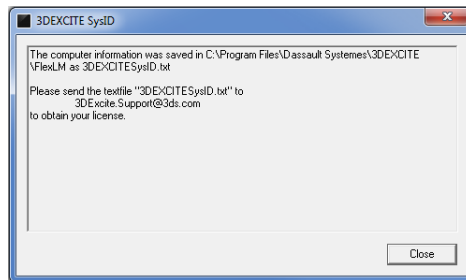 3DEXCITE SysID
The computer information was saved in C:\Program Files\Dassault Systemes\3DEXCITE
\FlexLM as 3DEXCITESysID.txt
Please send the textfile "3DEXCITESysID.txt" to
3DExcite.Support@3ds.com
to obtain your license.
Close